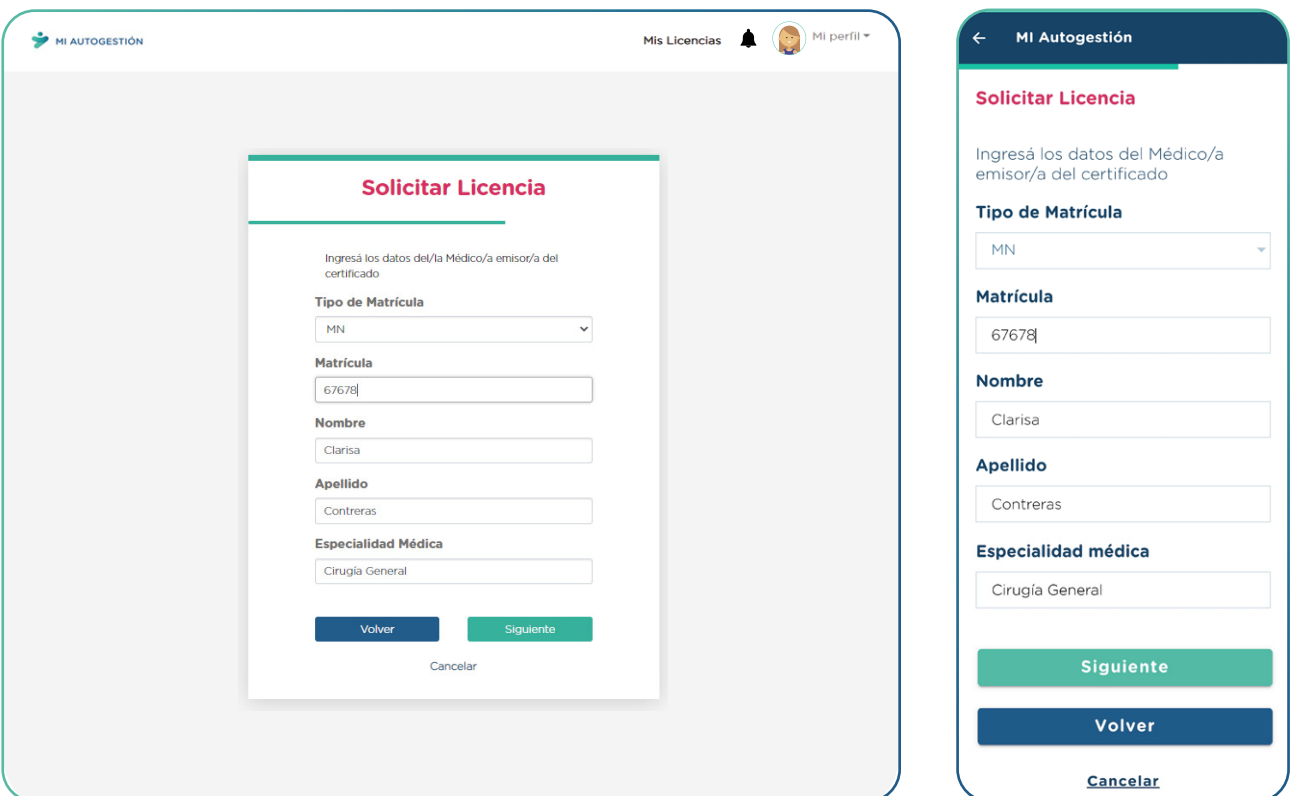 MI AUTOGESTIÓN
Mis Licencias
Mi perfil
Solicitar Licencia
Ingresá los datos del/la Médico/a emisor/a del
certificado
Tipo de Matrícula
MN
Matrícula
67678
Nombre
Clarisa
Apellido
Contreras
Especialidad Médica
Cirugía General
Volver
Siguiente
Cancelar
MI Autogestión
Solicitar Licencia
Ingresá los datos del Médico/a
emisor/a del certificado
Tipo de Matrícula
MN
Matrícula
67678
Nombre
Clarisa
Apellido
Contreras
Especialidad médica
Cirugía General
Siguiente
Volver
Cancelar